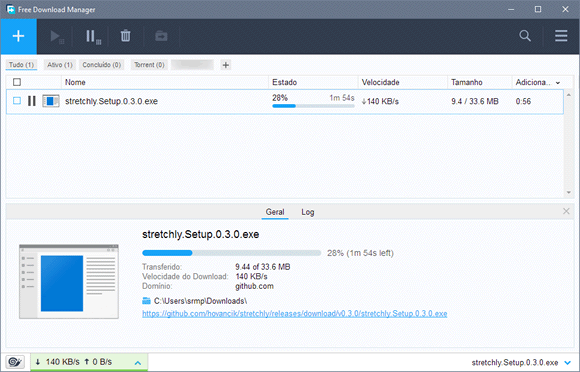 Free Download Manager
Tudo (1) Ativo (1) Concluído (0) Torrent (0) +
Nome Estado Velocidade Tamanho Adiciona...
stretchly.Setup.0.3.0.exe 28% 1m 54s ↓140 KB/s 9.4 / 33.6 MB 0:56
Geral Log
stretchly.Setup.0.3.0.exe
28% (1m 54s left)
Transferido: 9.44 of 33.6 MB
Velocidade do Download: 140 KB/s
Domínio: github.com
C:\Users\srmp\Downloads\
https://github.com/hovancik/stretchly/releases/download/v0.3.0/stretchly.Setup.0.3.0.exe
↓ 140 KB/s ↑ 0 B/s stretchly.Setup.0.3.0.exe